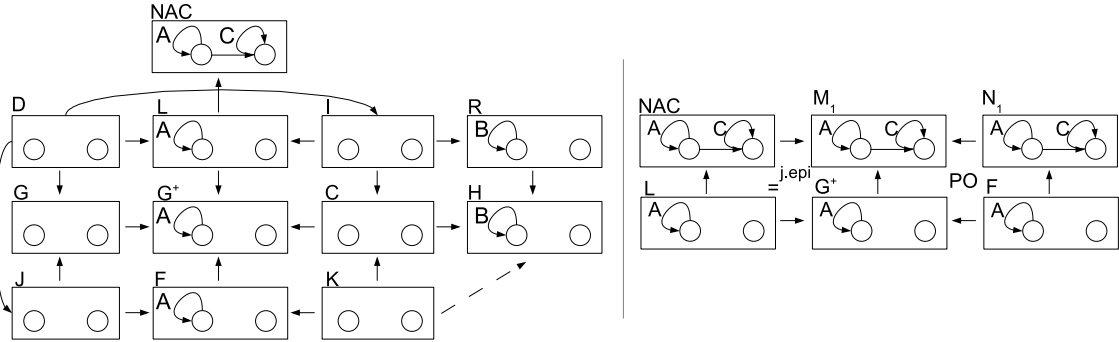 NAC
A C
D L I R
A B
G G+ C H
A B
J F K
A
NAC M1 N1
A C A C A C
= j.epi PO
L G+ F
A A A